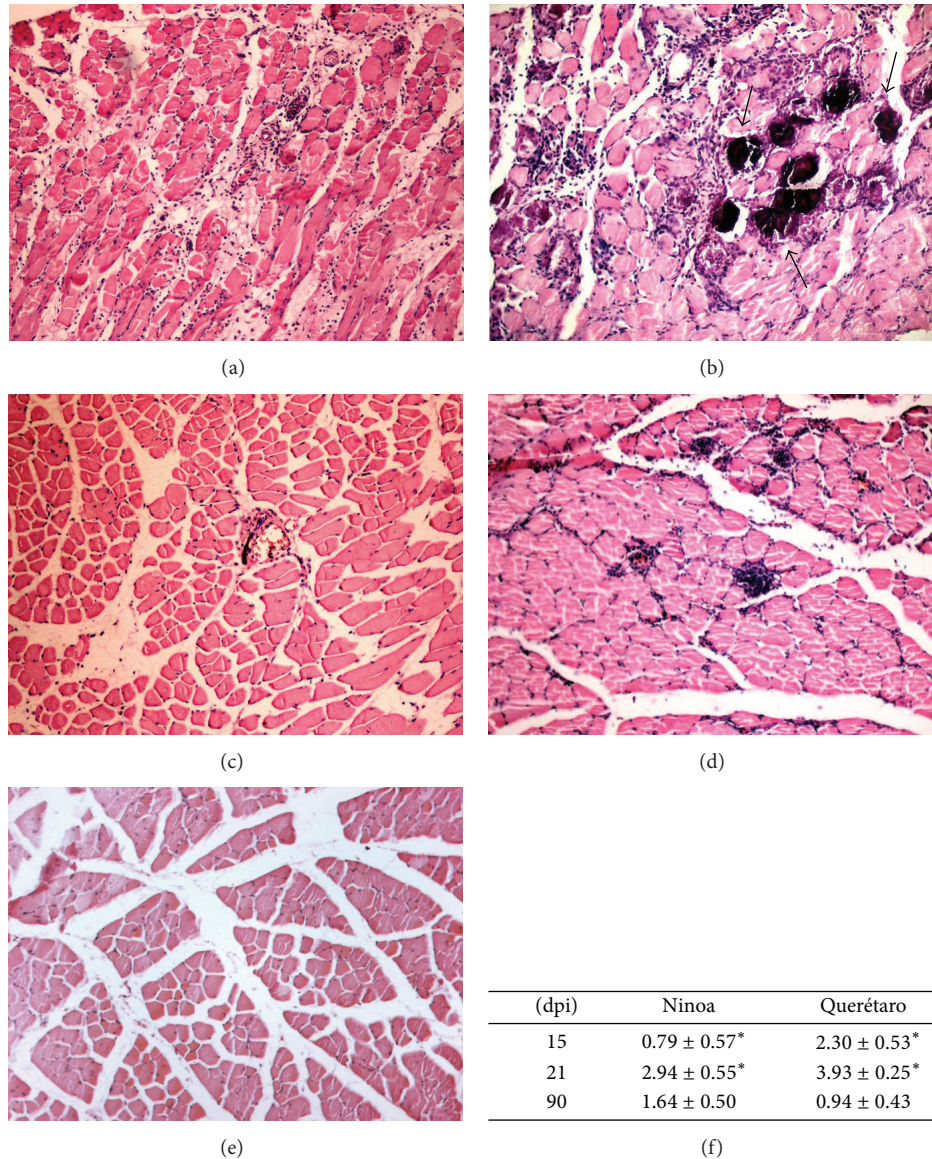 (a)
(b)
(c)
(d)
(e)
(dpi) Ninoa Querétaro
15 0.79 ± 0.57* 2.30 ± 0.53*
21 2.94 ± 0.55* 3.93 ± 0.25*
90 1.64 ± 0.50 0.94 ± 0.43
(f)